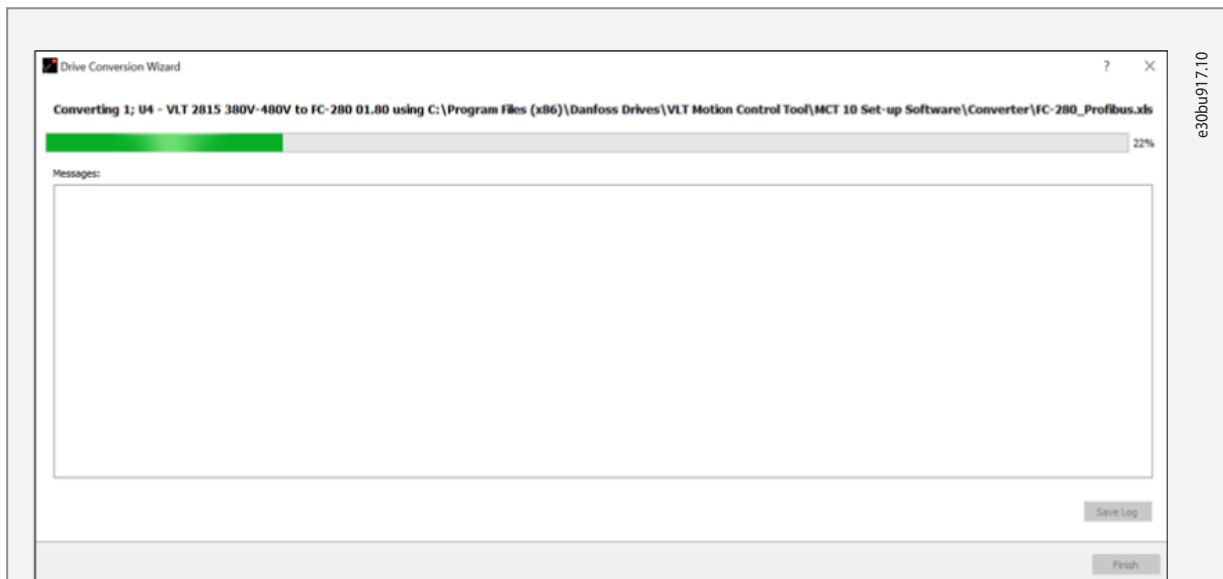 Drive Conversion Wizard
Converting 1; U4 - VLT 2815 380V-480V to FC-280 01.80 using C:\Program Files (x86)\Danfoss Drives\VLT Motion Control Tool\MCT 10 Set-up Software\Converter\FC-280_Profibus.xls
22%
Messages:
Save Log
Finish
e30bu917.10